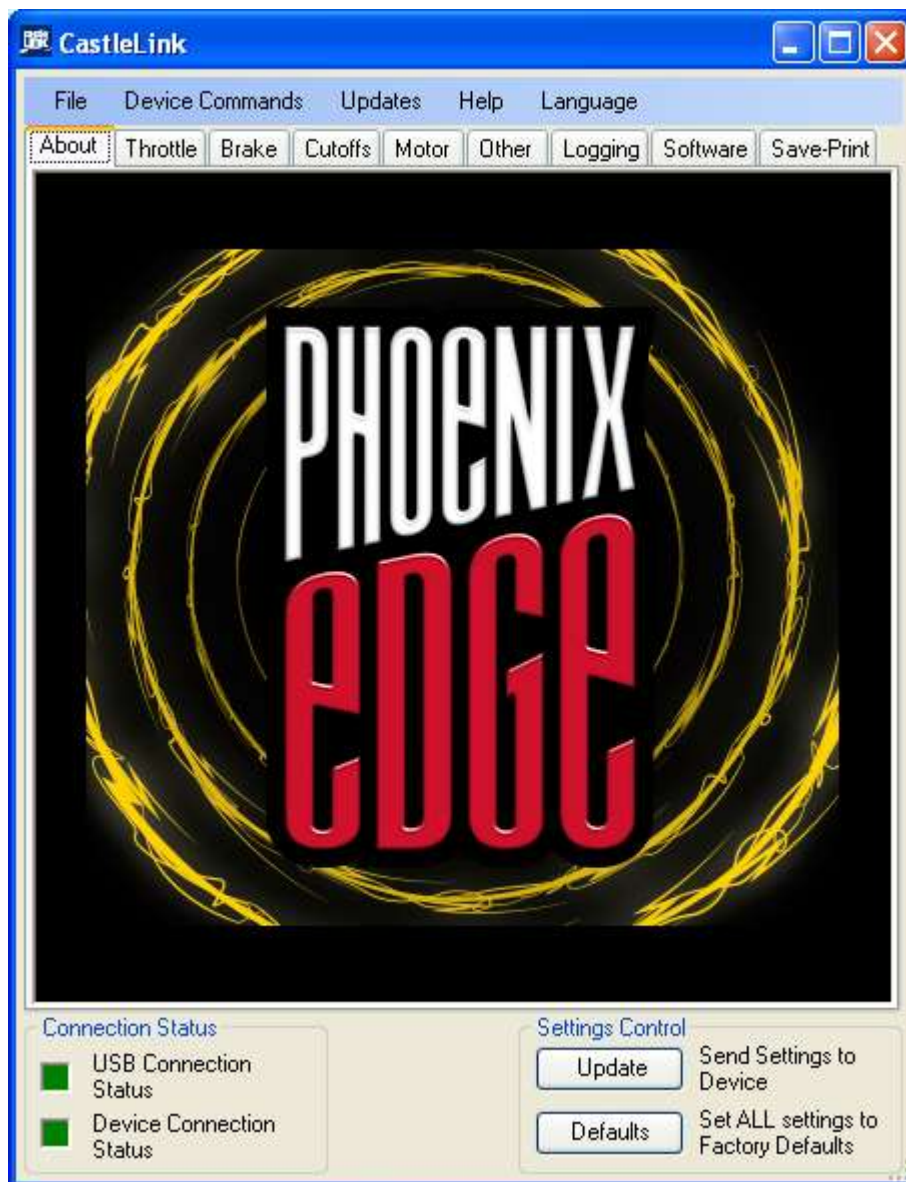 CastleLink
File Device Commands Updates Help Language
About Throttle Brake Cutoffs Motor Other Logging Software Save-Print
PHOeNIX
eDGe
Connection Status
USB Connection
Status
Device Connection
Status
Settings Control
Update
Send Settings to
Device
Defaults
Set ALL settings to
Factory Defaults